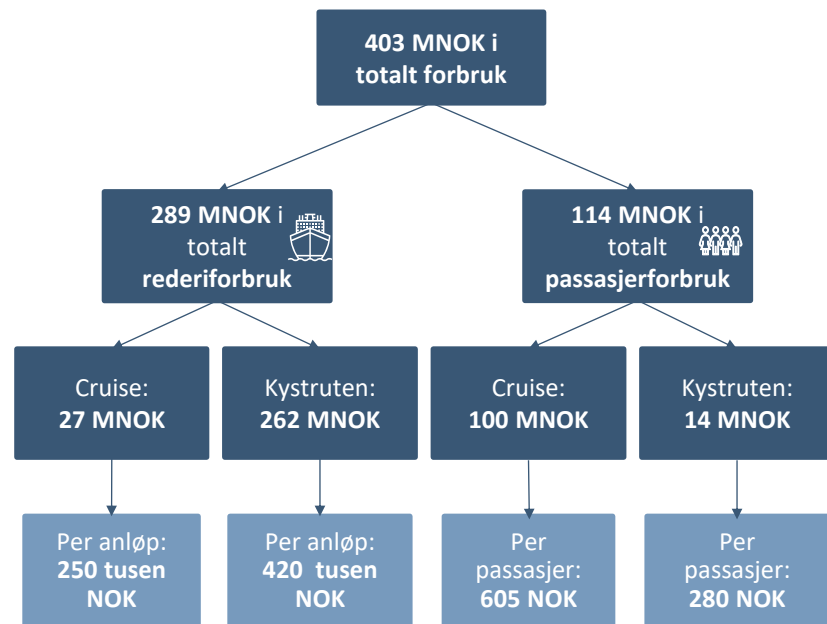 403 MNOK i
totalt forbruk
289 MNOK i
totalt
rederiforbruk
114 MNOK i
totalt
passasjerforbruk
Cruise:
27 MNOK
Kystruten:
262 MNOK
Cruise:
100 MNOK
Kystruten:
14 MNOK
Per anløp:
250 tusen
NOK
Per anløp:
420 tusen
NOK
Per
passasjer:
605 NOK
Per
passasjer:
280 NOK